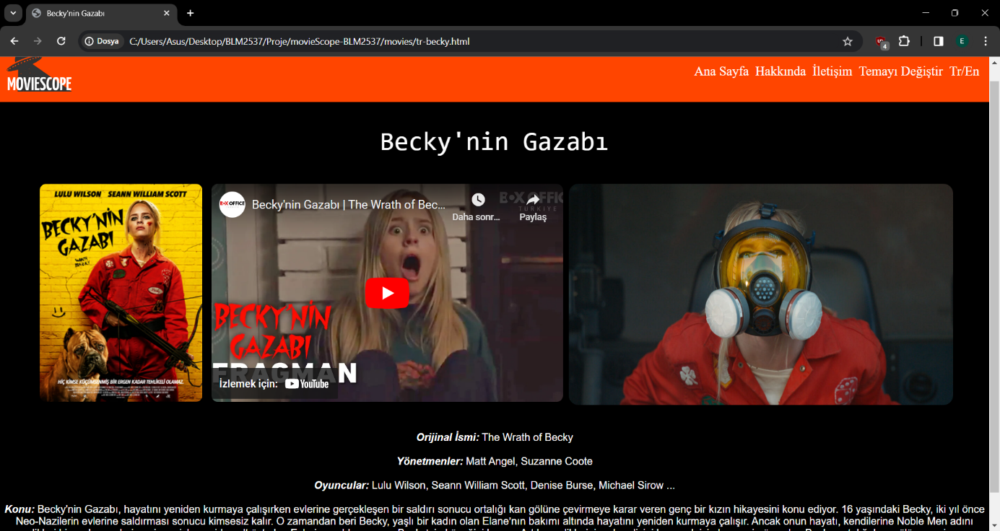 Becky'nin Gazabı
Dosya
C:/Users/Asus/Desktop/BLM2537/Proje/movieScope-BLM2537/movies/tr-becky.html
4
E
MOVIESCOPE
Ana Sayfa Hakkında İletişim Temayı Değiştir Tr/En
Becky'nin Gazabı
LULU WILSON SEANN WILLIAM SCOTT
BECKY'NİN
GAZABI
HİÇ KİMSE KÜÇÜMSENMİŞ BİR ERGEN KADAR TEHLİKELİ OLAMAZ.
BOX OFFICE
Becky'nin Gazabı | The Wrath of Bec...
Daha sonr...
Paylaş
BOX OFFIC
TÜRKİYE
BECKY'NİN
GAZABI
FRAGMAN
İzlemek için: YouTube
Orijinal İsmi: The Wrath of Becky
Yönetmenler: Matt Angel, Suzanne Coote
Oyuncular: Lulu Wilson, Seann William Scott, Denise Burse, Michael Sirow ...
Konu: Becky'nin Gazabı, hayatını yeniden kurmaya çalışırken evlerine gerçekleşen bir saldırı sonucu ortalığı kan gölüne çevirmeye karar veren genç bir kızın hikayesini konu ediyor. 16 yaşındaki Becky, iki yıl önce
Neo-Nazilerin evlerine saldırması sonucu kimsesiz kalır. O zamandan beri Becky, yaşlı bir kadın olan Elane'nın bakımı altında hayatını yeniden kurmaya çalışır. Ancak onun hayatı, kendilerine Noble Men adını